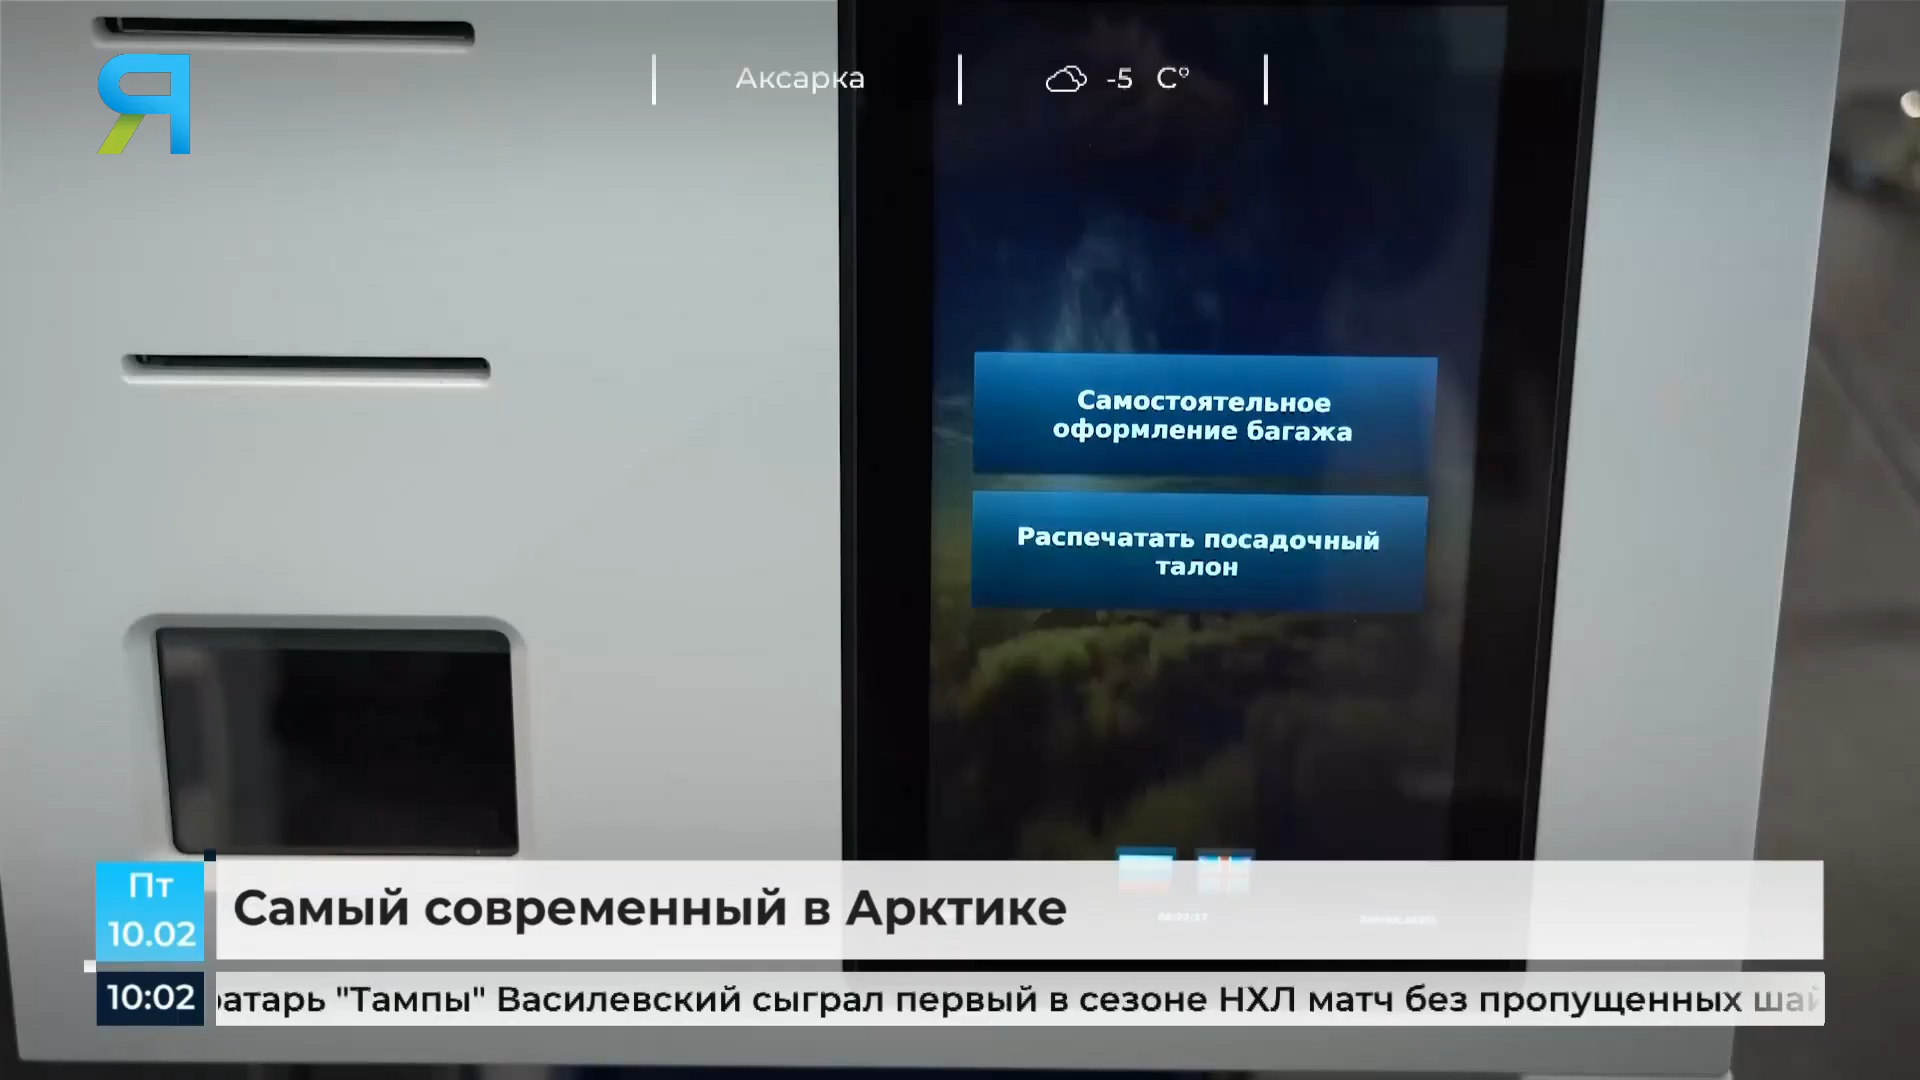 Я
Аксарка
-5 C°
Самостоятельное
оформление багажа
Распечатать посадочный
талон
Пт
10.02
Самый современный в Арктике
10:02
ратарь "Тампы" Василевский сыграл первый в сезоне НХЛ матч без пропущенных шай